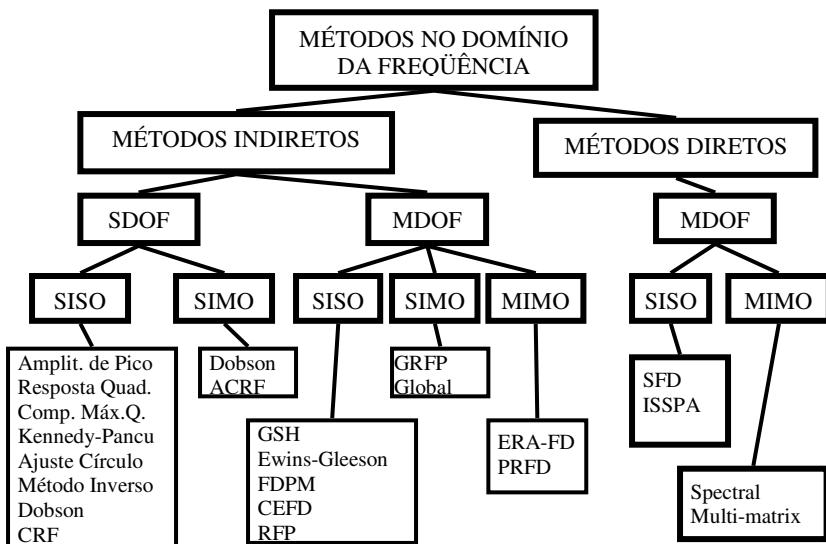 MÉTODOS NO DOMÍNIO
DA FREQÜÊNCIA
MÉTODOS INDIRETOS
MÉTODOS DIRETOS
SDOF
MDOF
MDOF
SISO
SIMO
SISO
SIMO
MIMO
SISO
MIMO
Amplit. de Pico
Resposta Quad.
Comp. Máx.Q.
Kennedy-Pancu
Ajuste Círculo
Método Inverso
Dobson
CRF
Dobson
ACRF
GSH
Ewins-Gleeson
FDPM
CEFD
RFP
GRFP
Global
ERA-FD
PRFD
SFD
ISSPA
Spectral
Multi-matrix